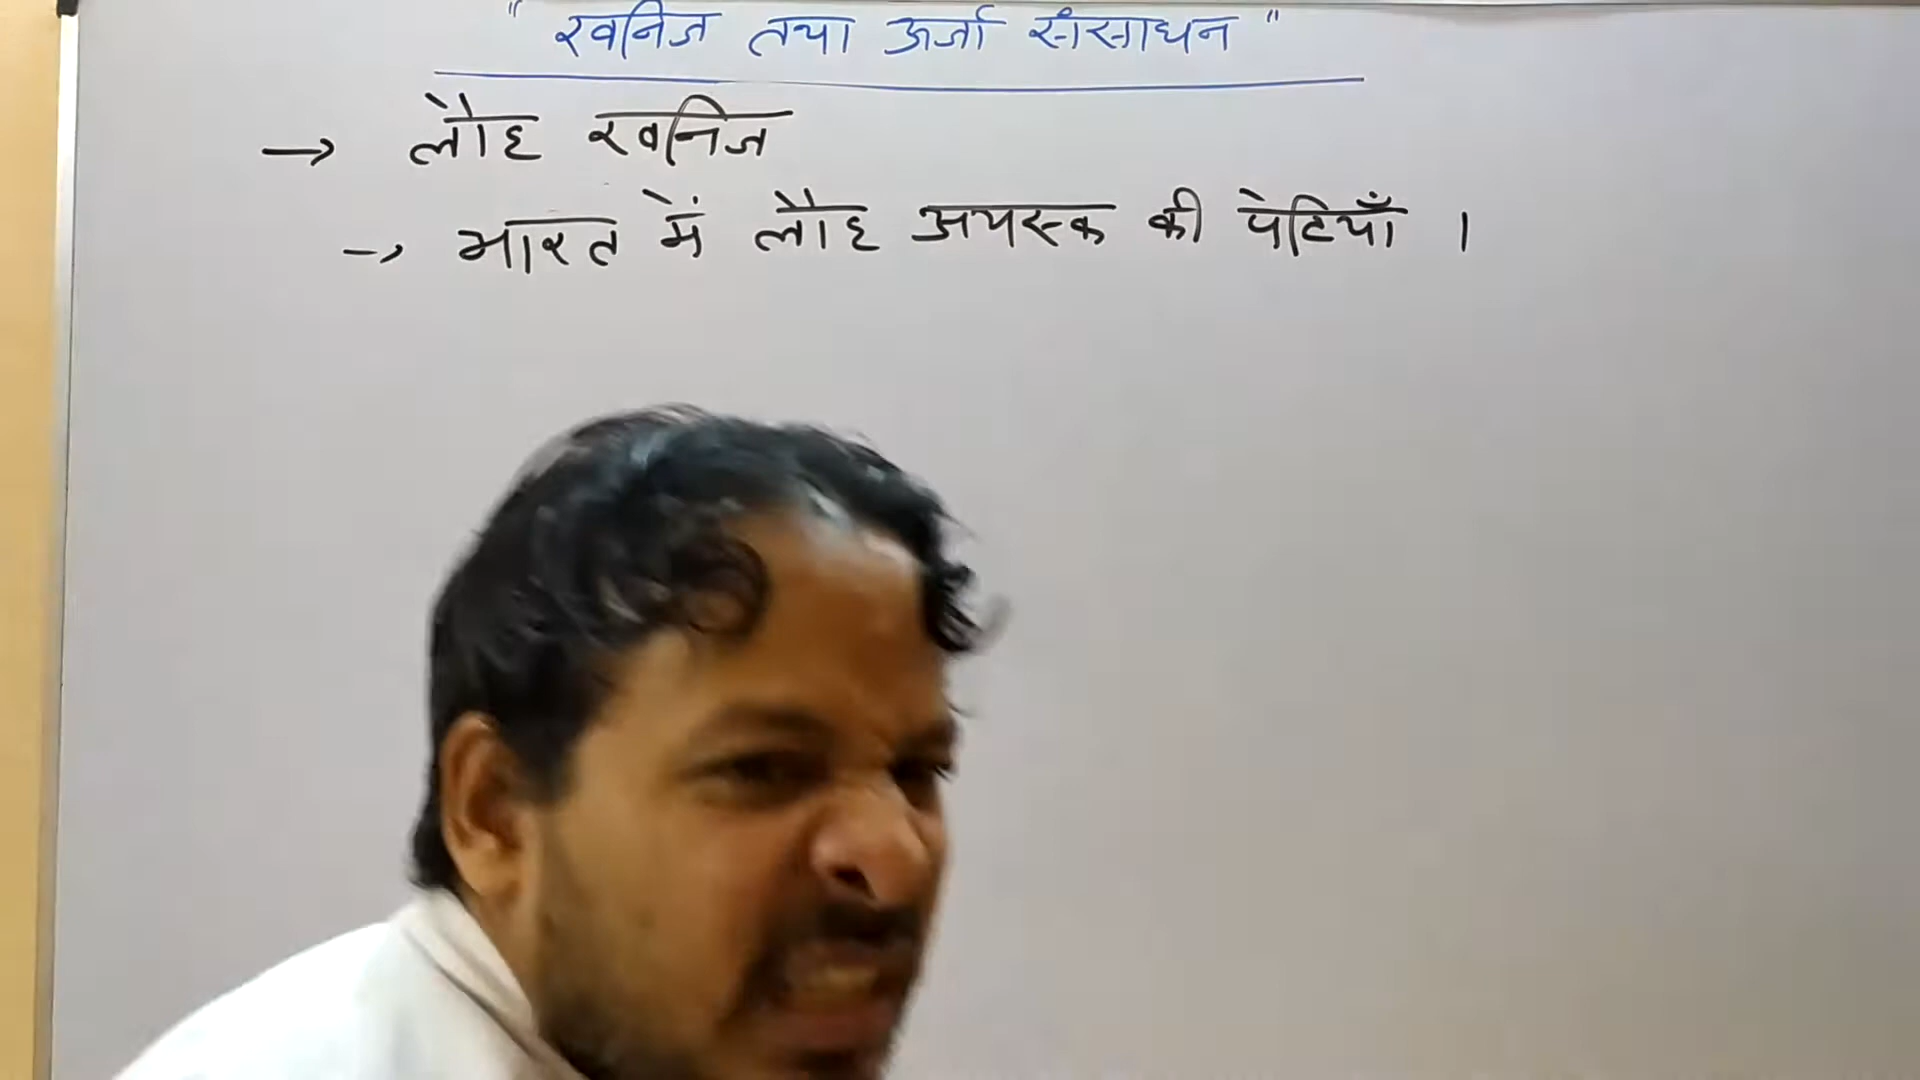 " खनिज तथा ऊर्जा संसाधन "
→ लौह खनिज
→ भारत में लौह अयस्क की पेटियाँ ।